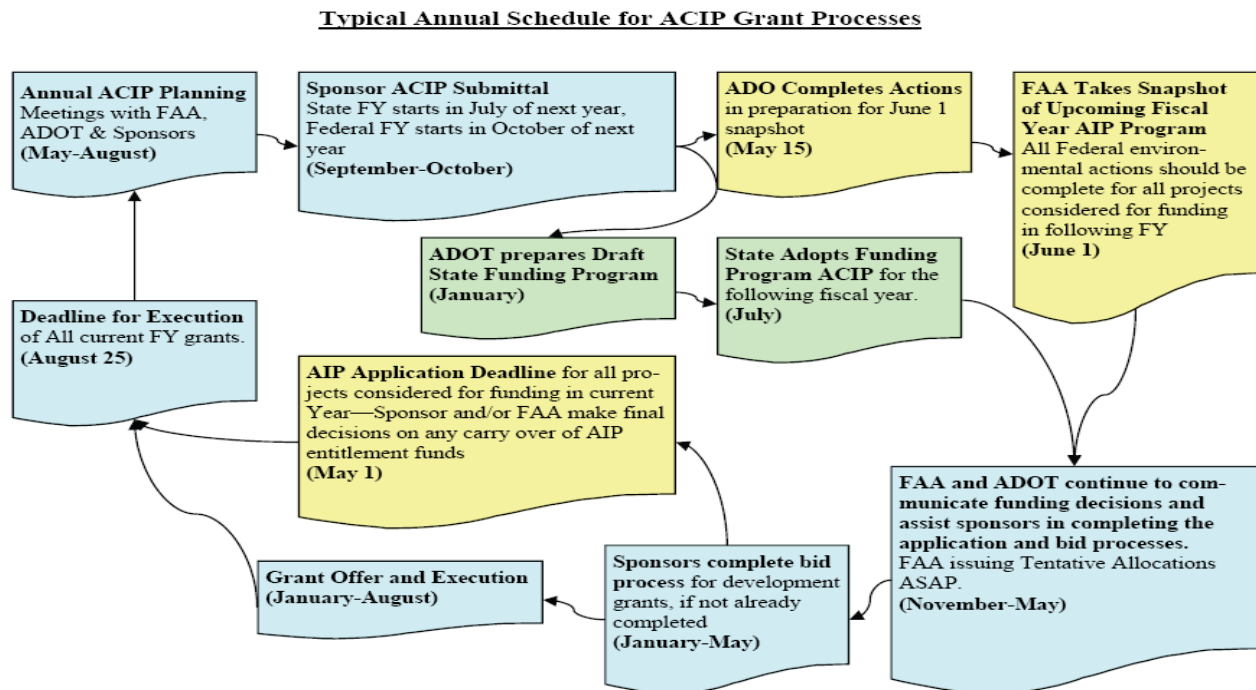 Typical Annual Schedule for ACIP Grant Processes
Annual ACIP Planning
Meetings with FAA,
ADOT & Sponsors
(May-August)
Sponsor ACIP Submittal
State FY starts in July of next year,
Federal FY starts in October of next
year
(September-October)
ADO Completes Actions
in preparation for June 1
snapshot
(May 15)
FAA Takes Snapshot
of Upcoming Fiscal
Year AIP Program
All Federal environ-
mental actions should be
complete for all projects
considered for funding
in following FY
(June 1)
ADOT prepares Draft
State Funding Program
(January)
State Adopts Funding
Program ACIP for the
following fiscal year.
(July)
Deadline for Execution
of All current FY grants.
(August 25)
AIP Application Deadline for all pro-
jects considered for funding in current
Year—Sponsor and/or FAA make final
decisions on any carry over of AIP
entitlement funds
(May 1)
FAA and ADOT continue to com-
municate funding decisions and
assist sponsors in completing the
application and bid processes.
FAA issuing Tentative Allocations
ASAP.
(November-May)
Sponsors complete bid
process for development
grants, if not already
completed
(January-May)
Grant Offer and Execution
(January-August)